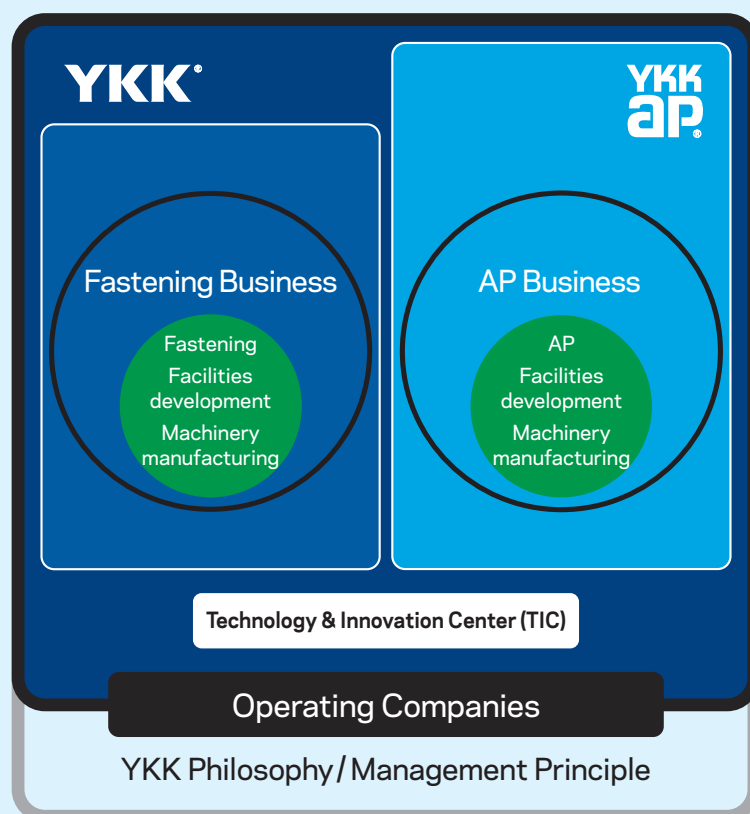 YKK®
YKK
ap®
Fastening Business
Fastening
Facilities
development
Machinery
manufacturing
AP Business
AP
Facilities
development
Machinery
manufacturing
Technology & Innovation Center (TIC)
Operating Companies
YKK Philosophy / Management Principle